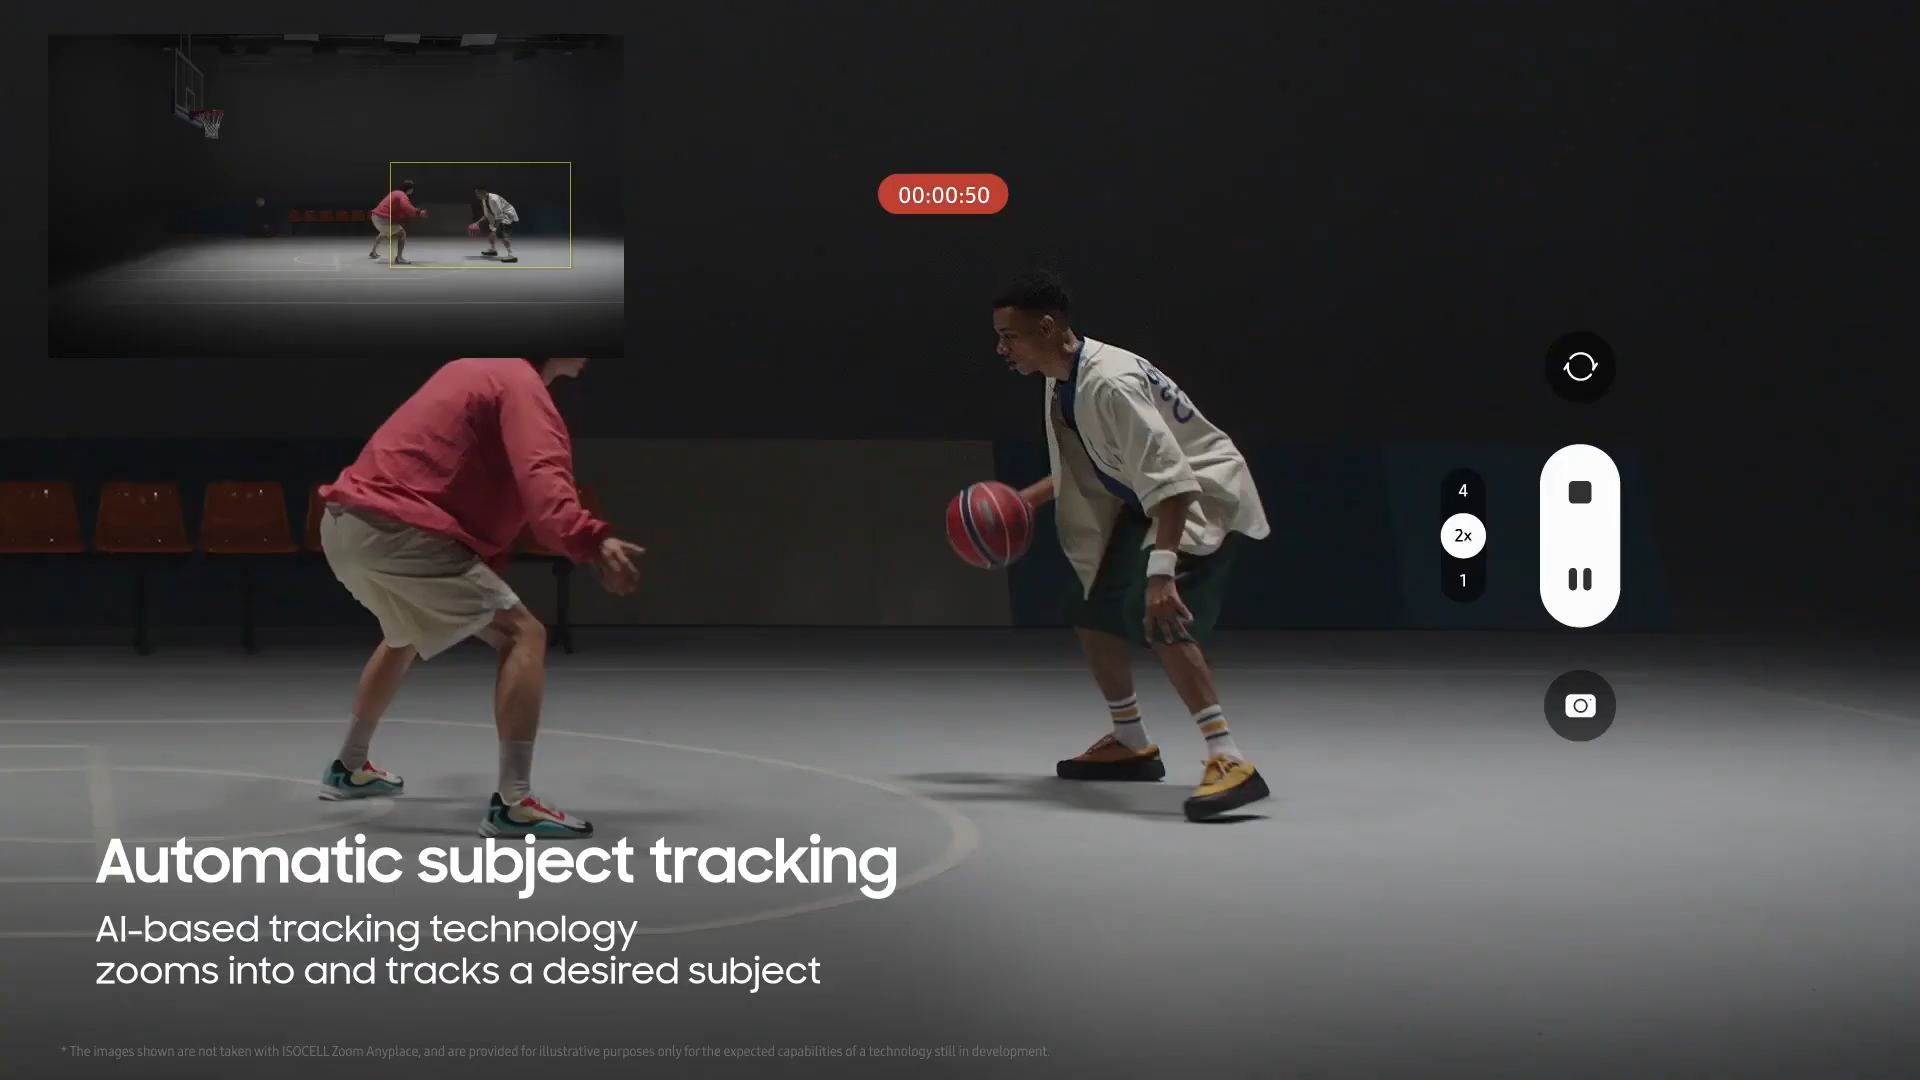 00:00:50
4
2x
1
Automatic subject tracking
AI-based tracking technology
zooms into and tracks a desired subject
* The images shown are not taken with ISOCELL Zoom Anyplace, and are provided for illustrative purposes only for the expected capabilities of a technology still in development.